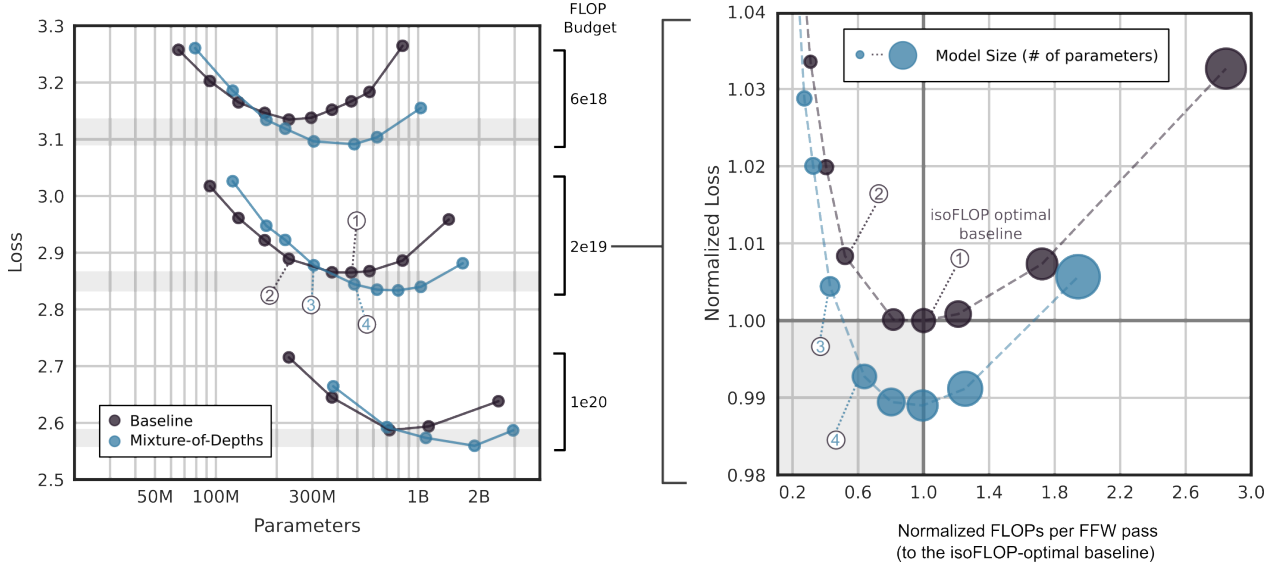 3.3
3.2
3.1
3.0
2.9
2.8
2.7
2.6
2.5
Loss
50M
100M
300M
1B
2B
Parameters
Baseline
Mixture-of-Depths
1
2
3
4
FLOP
Budget
6e18
2e19
1e20
1.04
1.03
1.02
1.01
1.00
0.99
0.98
Normalized Loss
Model Size (# of parameters)
2
isoFLOP optimal
baseline
1
3
4
0.2
0.6
1.0
1.4
1.8
2.2
2.6
3.0
Normalized FLOPs per FFW pass
(to the isoFLOP-optimal baseline)